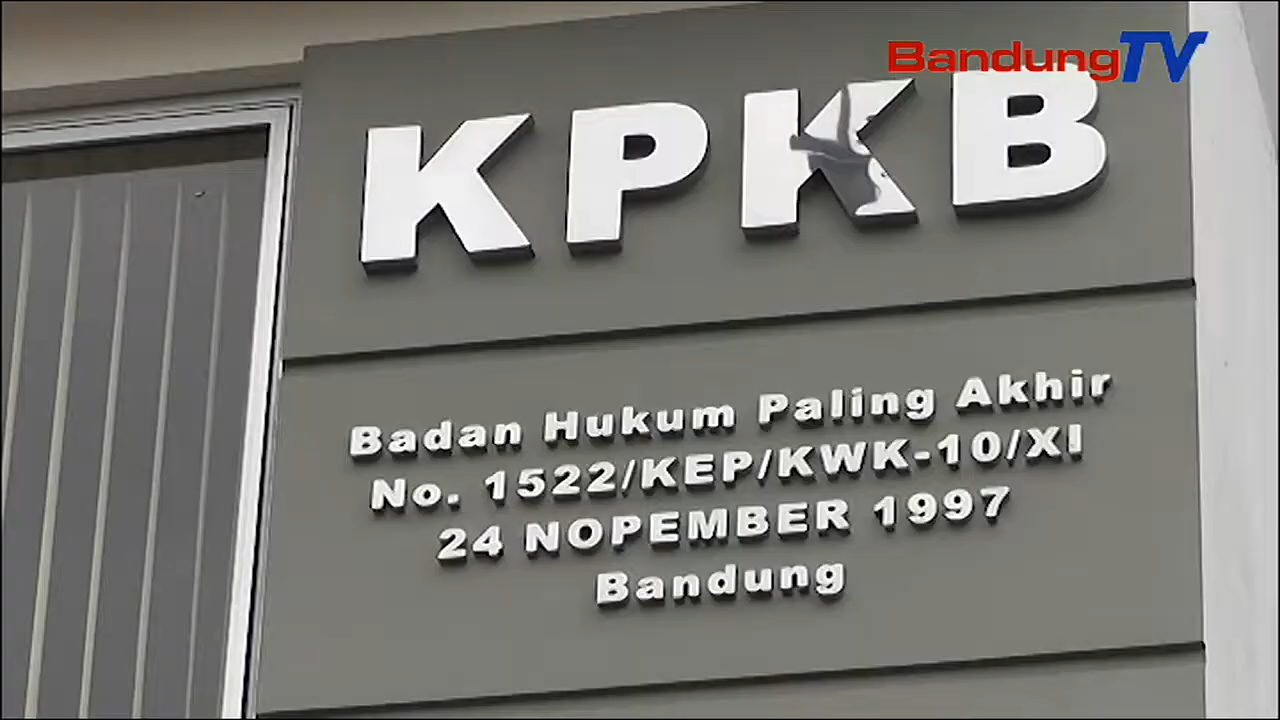 BandungTV
KPKB
Badan Hukum Paling Akhir
No. 1522/KEP/KWK-10/XI
24 NOPEMBER 1997
Bandung